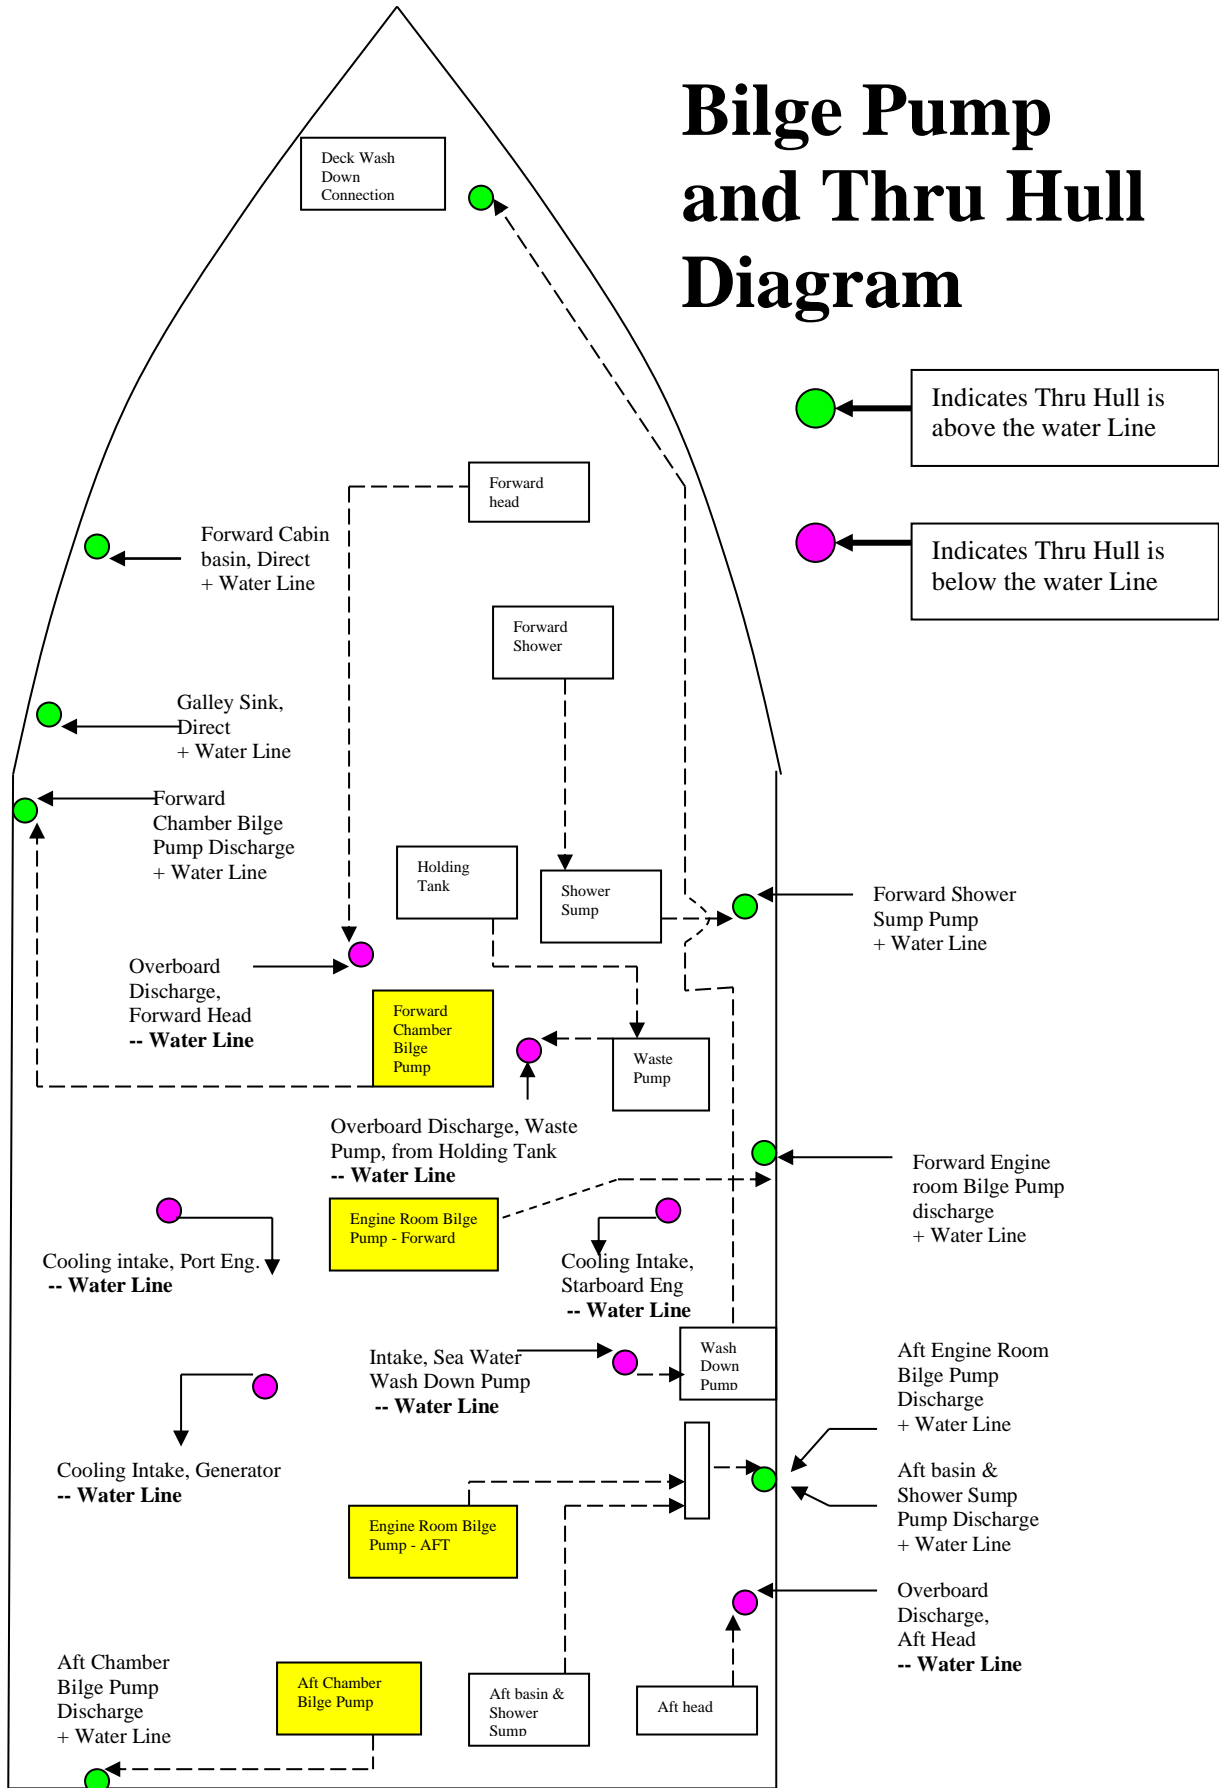 Bilge Pump
and Thru Hull
Diagram
Deck Wash
Down
Connection
Indicates Thru Hull is
above the water Line
Indicates Thru Hull is
below the water Line
Forward
head
Forward Cabin
basin, Direct
+ Water Line
Forward
Shower
Galley Sink,
Direct
+ Water Line
Forward
Chamber Bilge
Pump Discharge
+ Water Line
Holding
Tank
Shower
Sump
Forward Shower
Sump Pump
+ Water Line
Overboard
Discharge,
Forward Head
-- Water Line
Forward
Chamber
Bilge
Pump
Waste
Pump
Overboard Discharge, Waste
Pump, from Holding Tank
-- Water Line
Forward Engine
room Bilge Pump
discharge
+ Water Line
Engine Room Bilge
Pump - Forward
Cooling intake, Port Eng.
-- Water Line
Cooling Intake,
Starboard Eng
-- Water Line
Intake, Sea Water
Wash Down Pump
-- Water Line
Wash
Down
Pump
Aft Engine Room
Bilge Pump
Discharge
+ Water Line
Cooling Intake, Generator
-- Water Line
Aft basin &
Shower Sump
Pump Discharge
+ Water Line
Engine Room Bilge
Pump - AFT
Overboard
Discharge,
Aft Head
-- Water Line
Aft Chamber
Bilge Pump
Discharge
+ Water Line
Aft Chamber
Bilge Pump
Aft basin &
Shower
Sump
Aft head